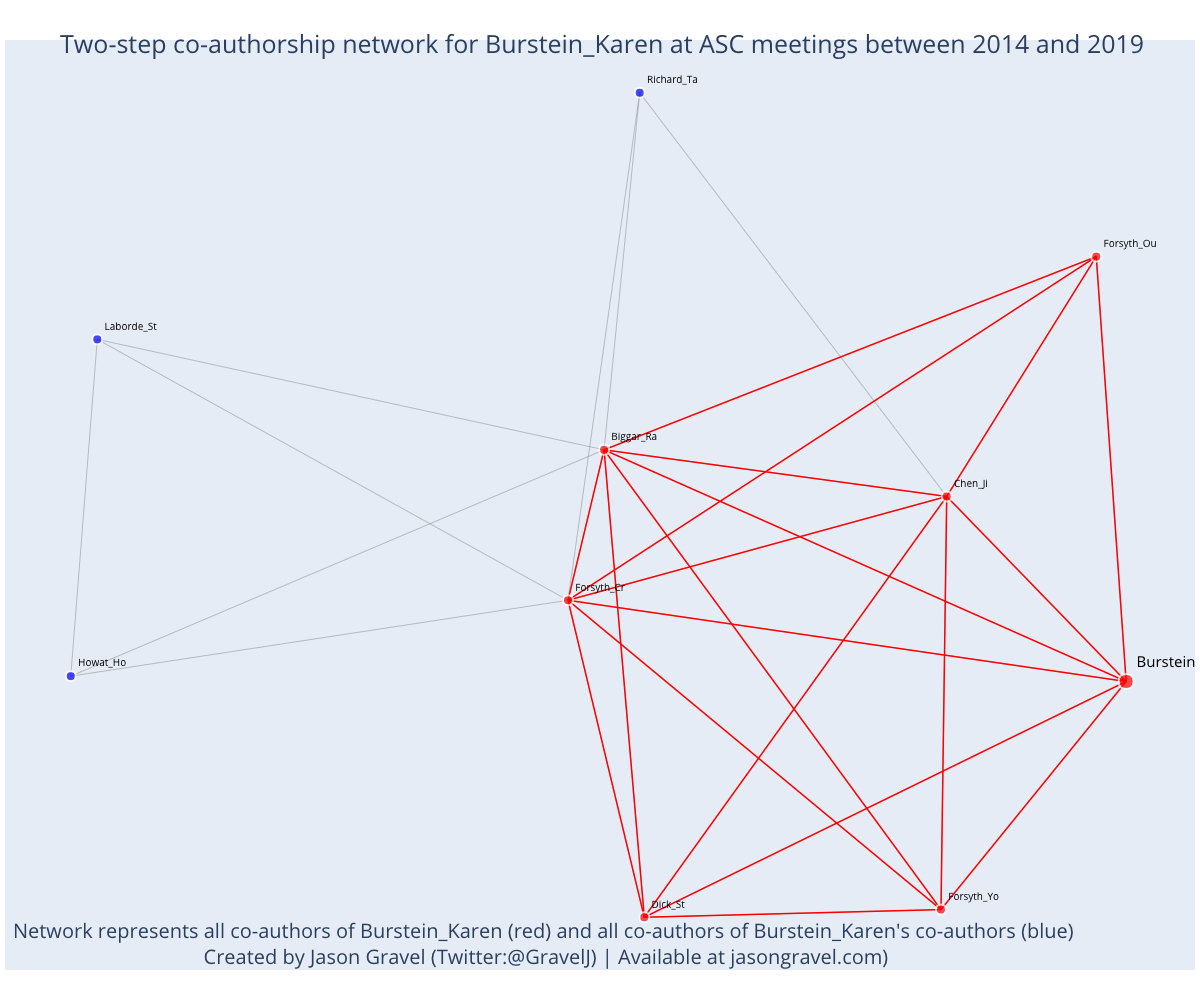 Two-step co-authorship network for Burstein_Karen at ASC meetings between 2014 and 2019
Richard_Ta
Forsyth_Ou
Laborde_St
Biggar_Ra
Chen_Ji
Forsyth_Cr
Howat_Ho
Burstein
Forsyth_Yo
Dick_St
Network represents all co-authors of Burstein_Karen (red) and all co-authors of Burstein_Karen's co-authors (blue)
Created by Jason Gravel (Twitter:@GravelJ) | Available at jasongravel.com)